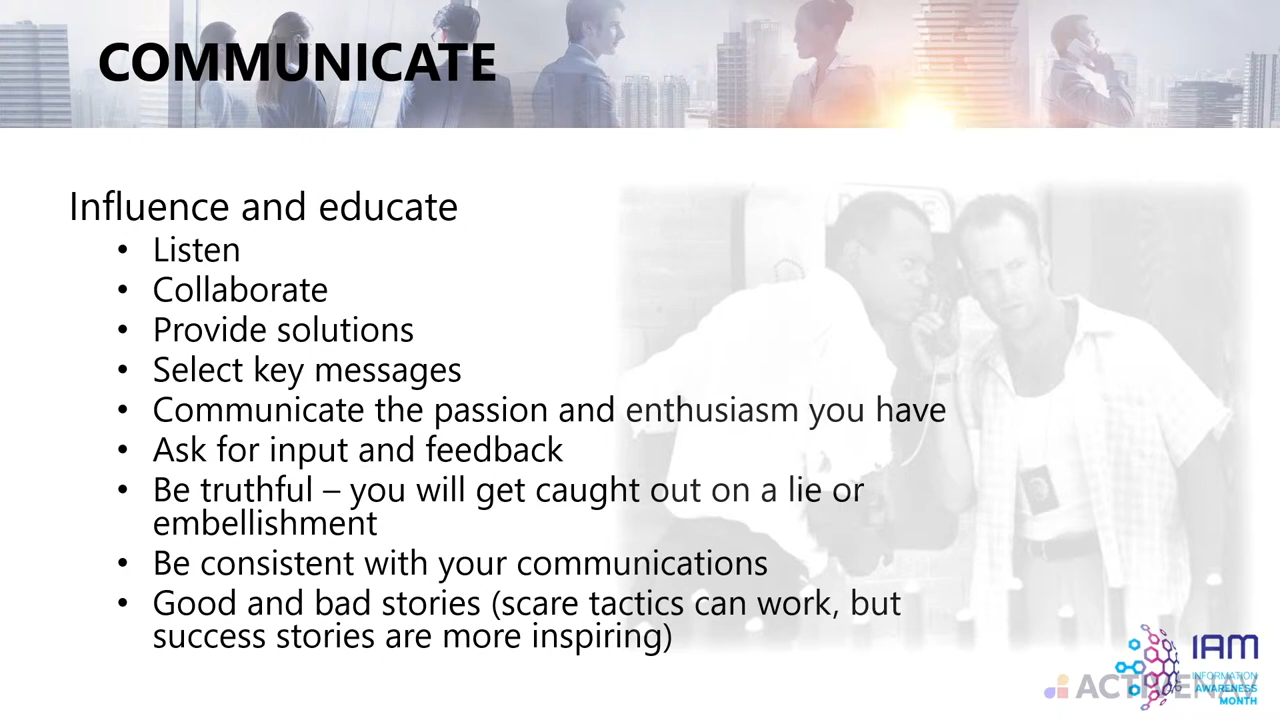 COMMUNICATE
Influence and educate
• Listen
• Collaborate
• Provide solutions
• Select key messages
• Communicate the passion and enthusiasm you have
• Ask for input and feedback
• Be truthful – you will get caught out on a lie or
embellishment
• Be consistent with your communications
• Good and bad stories (scare tactics can work, but
success stories are more inspiring)
IAM
INFORMATION
AWARENESS
MONTH